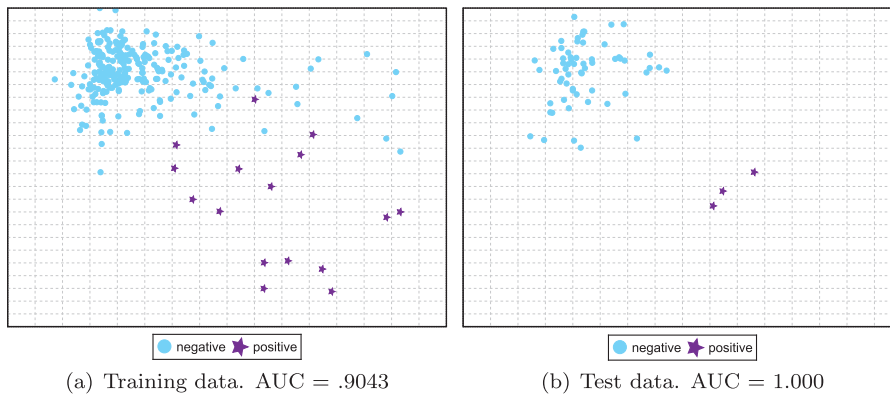 negative positive
negative positive
(a) Training data. AUC = .9043
(b) Test data. AUC = 1.000